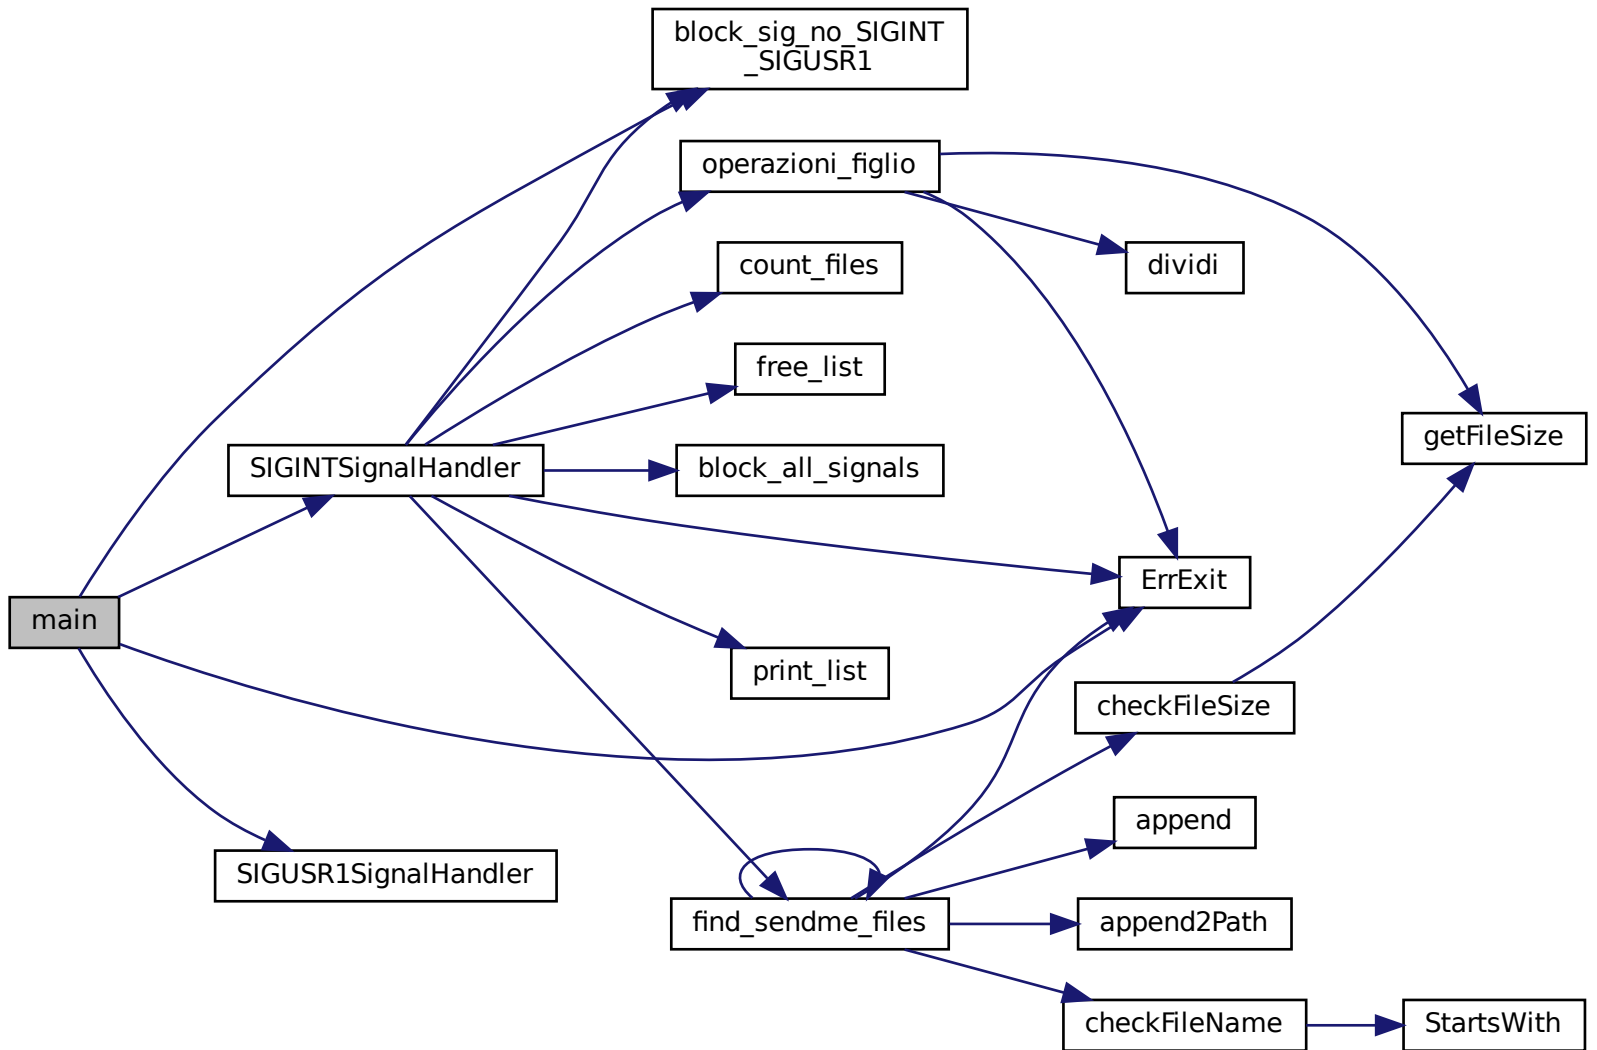 block_sig_no_SIGINT
_SIGUSR1
operazioni_figlio
count_files
dividi
free_list
getFileSize
SIGINTSignalHandler
block_all_signals
ErrExit
main
print_list
checkFileSize
append
SIGUSR1SignalHandler
find_sendme_files
append2Path
checkFileName
StartsWith